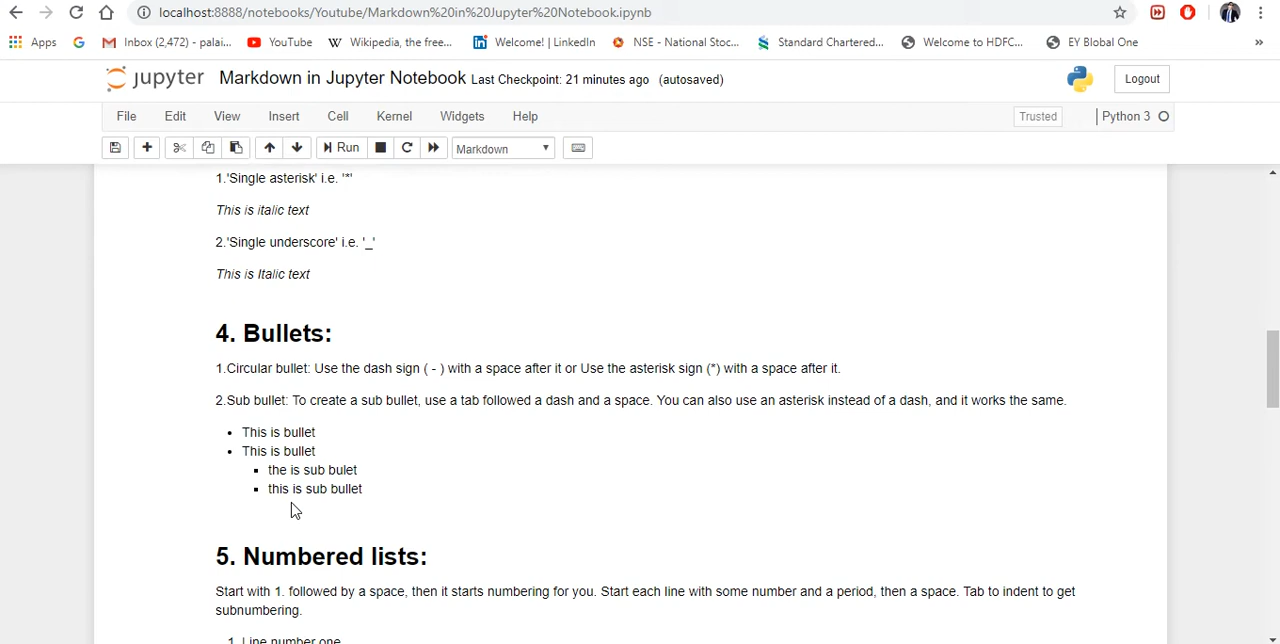 localhost:8888/notebooks/Youtube/Markdown%20in%20Jupyter%20Notebook.ipynb
Apps
Inbox (2,472) - palai...
YouTube
Wikipedia, the free...
Welcome! | LinkedIn
NSE - National Stoc...
Standard Chartered...
Welcome to HDFC...
EY Blobal One
»
jupyter Markdown in Jupyter Notebook Last Checkpoint: 21 minutes ago (autosaved)
Logout
File Edit View Insert Cell Kernel Widgets Help
Trusted
Python 3
Run
Markdown
1.'Single asterisk' i.e. '*'
This is italic text
2.'Single underscore' i.e. '_'
This is Italic text
4. Bullets:
1.Circular bullet: Use the dash sign ( - ) with a space after it or Use the asterisk sign (*) with a space after it.
2.Sub bullet: To create a sub bullet, use a tab followed a dash and a space. You can also use an asterisk instead of a dash, and it works the same.
• This is bullet
• This is bullet
▪ the is sub bulet
▪ this is sub bullet
5. Numbered lists:
Start with 1. followed by a space, then it starts numbering for you. Start each line with some number and a period, then a space. Tab to indent to get
subnumbering.
1. Line number one